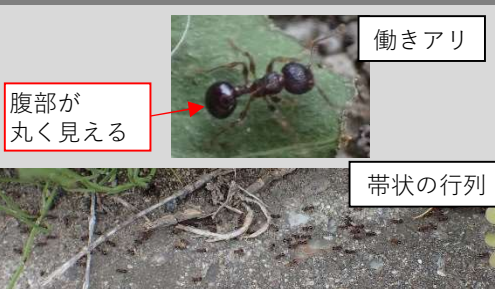 働きアリ
腹部が
丸く見える
帯状の行列